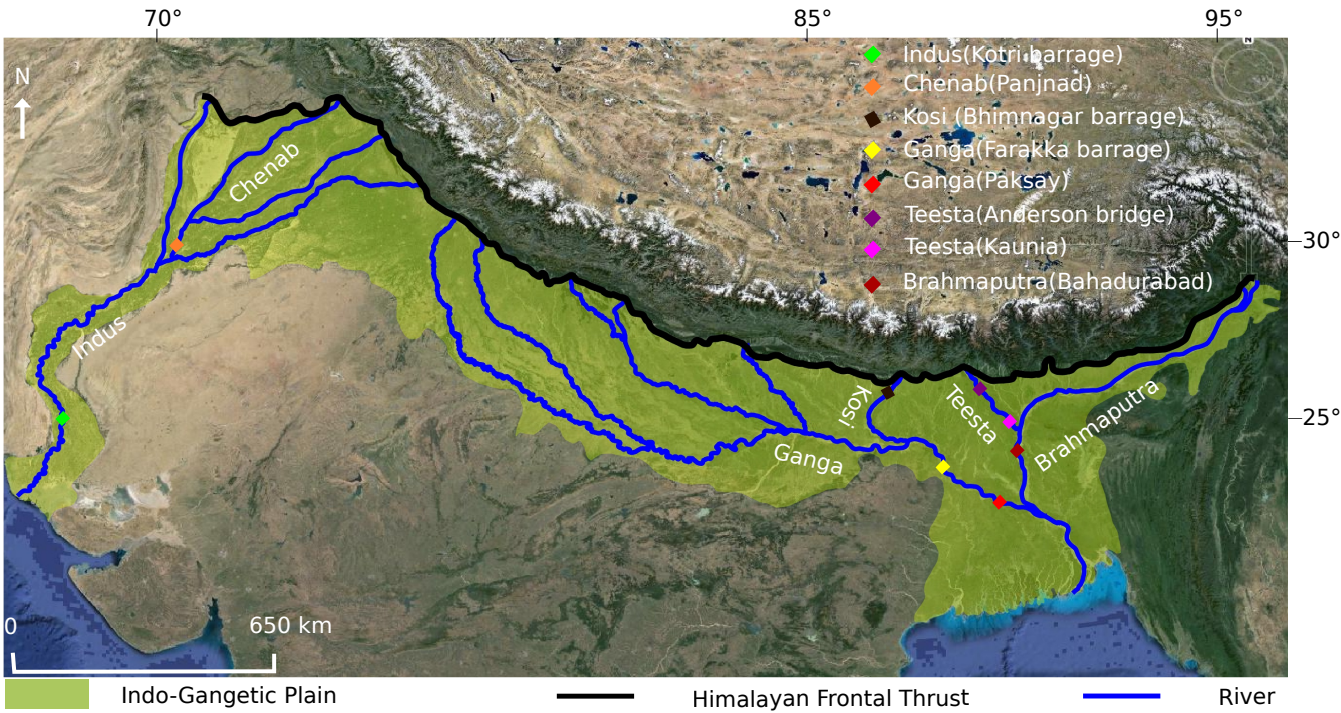 70° 85° 95°
N
Indus(Kotri barrage)
Chenab(Panjnad)
Kosi (Bhimnagar barrage)
Ganga(Farakka barrage)
Ganga(Paksay)
Teesta(Anderson bridge)
Teesta(Kaunia)
Brahmaputra(Bahadurabad)
30°
25°
Chenab
Indus
Kosi
Teesta
Brahmaputra
Ganga
0 650 km
Indo-Gangetic Plain Himalayan Frontal Thrust River